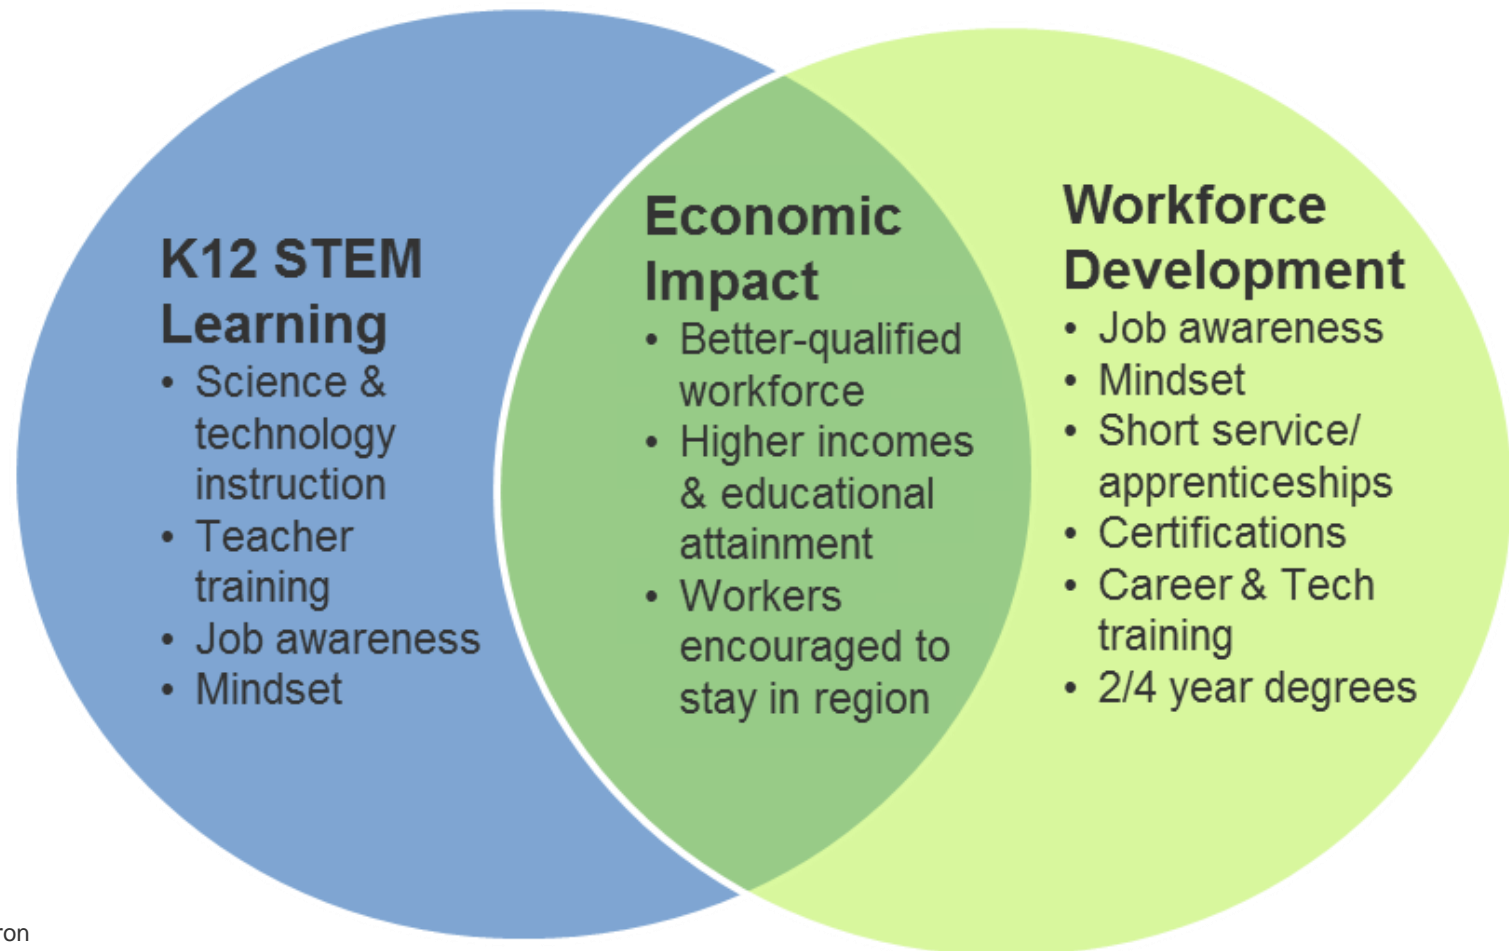 K12 STEM
Learning
• Science &
technology
instruction
• Teacher
training
• Job awareness
• Mindset
Economic
Impact
• Better-qualified
workforce
• Higher incomes
& educational
attainment
• Workers
encouraged to
stay in region
Workforce
Development
• Job awareness
• Mindset
• Short service/
apprenticeships
• Certifications
• Career & Tech
training
• 2/4 year degrees